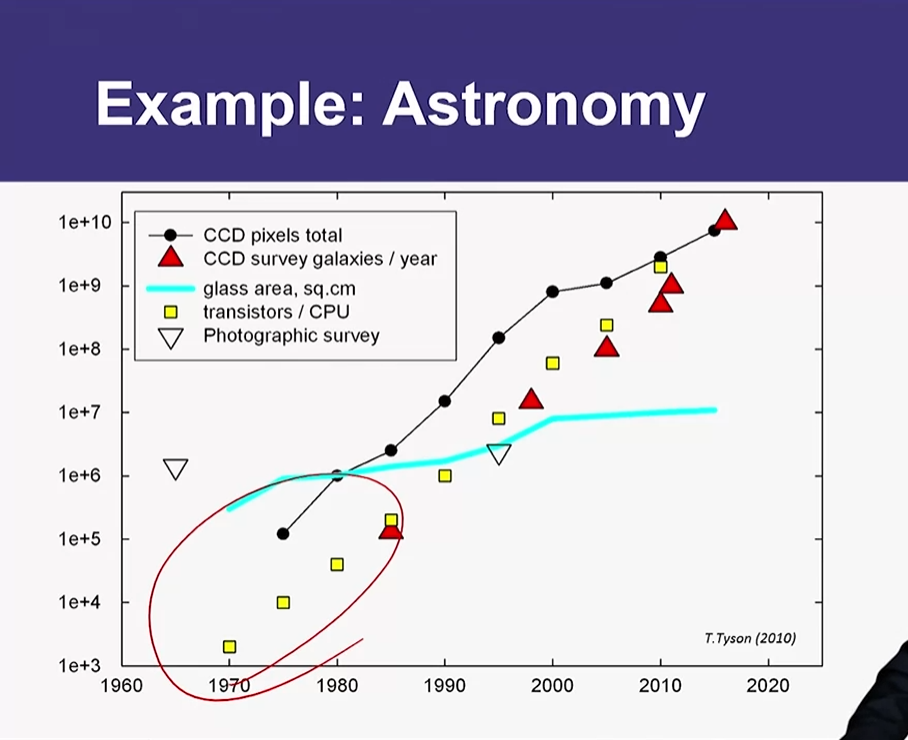 Example: Astronomy
CCD pixels total
CCD survey galaxies / year
glass area, sq.cm
transistors / CPU
Photographic survey
1e+10
1e+9
1e+8
1e+7
1e+6
1e+5
1e+4
1e+3
T.Tyson (2010)
1960 1970 1980 1990 2000 2010 2020